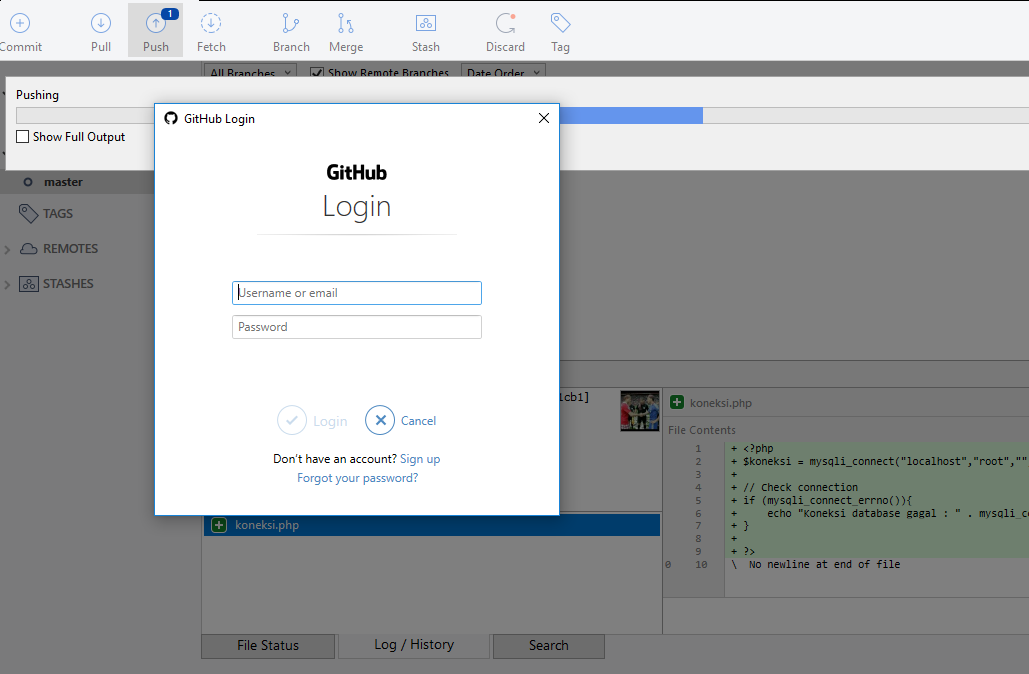 1
Commit Pull Push Fetch Branch Merge Stash Discard Tag
All Branches Show Remote Branches Date Order
Pushing
Show Full Output
GitHub Login
GitHub
Login
master
TAGS
REMOTES
STASHES
Username or email
Password
Login Cancel
Don't have an account? Sign up
Forgot your password?
1cb1]
koneksi.php
koneksi.php
File Contents
1 + <?php
2 + $koneksi = mysqli_connect("localhost","root",""
3 +
4 + // Check connection
5 + if (mysqli_connect_errno()){
6 + echo "Koneksi database gagal : " . mysqli_co
7 + }
8 +
9 + ?>
0 10 \ No newline at end of file
File Status Log / History Search